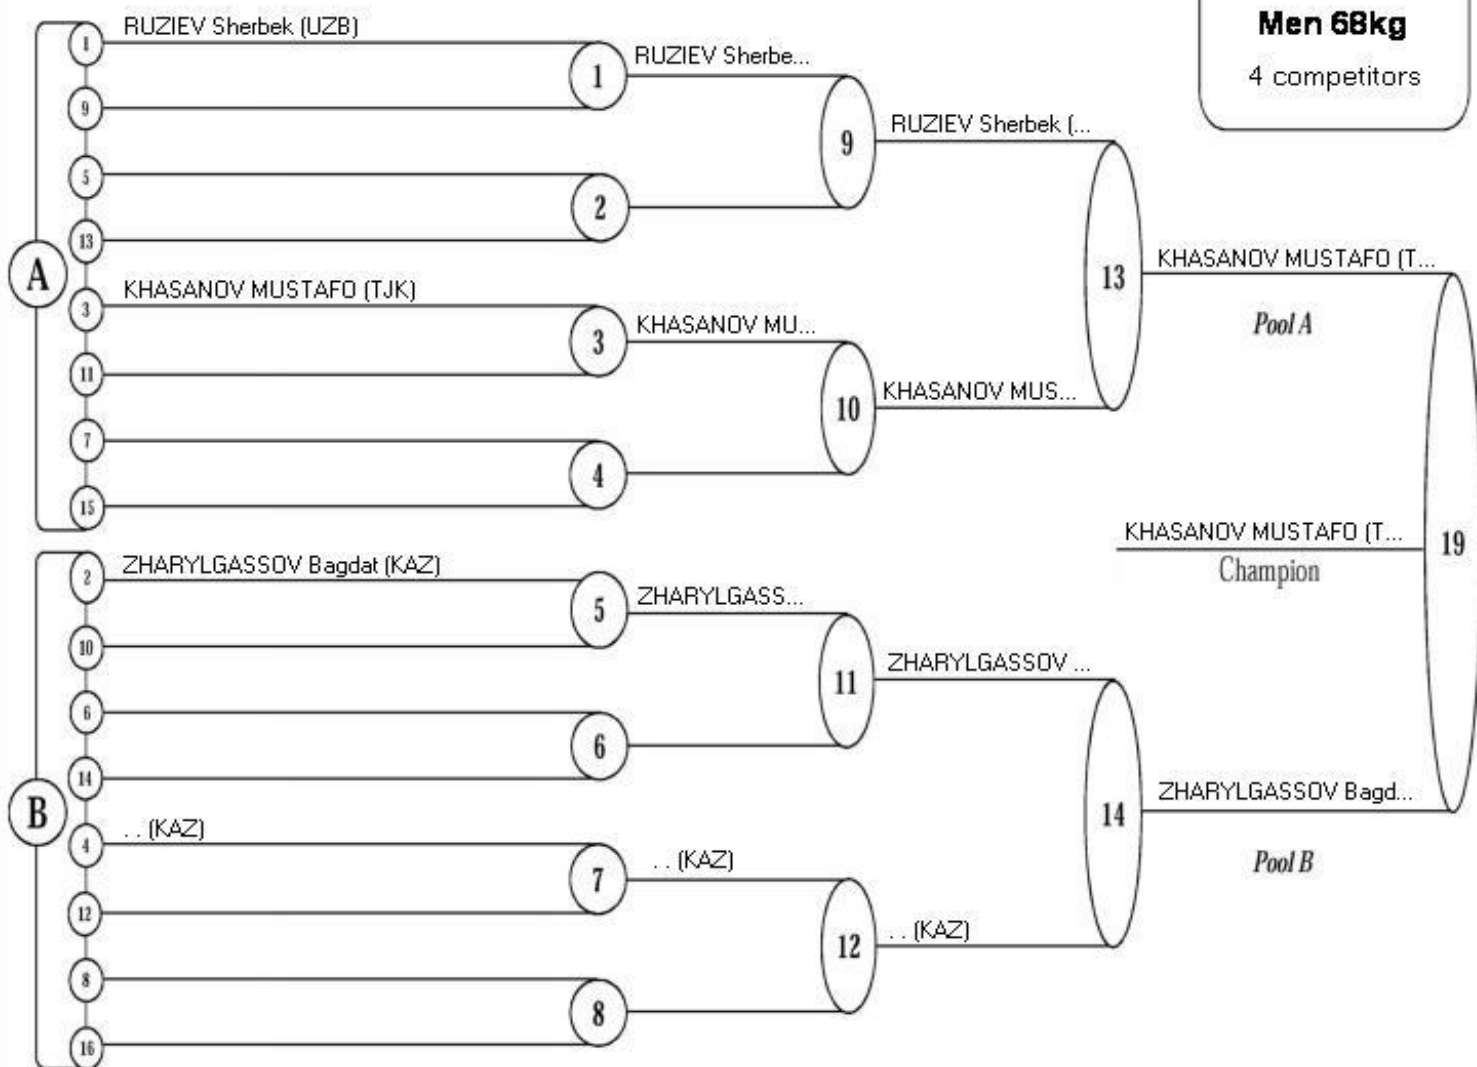 Men 68kg
4 competitors
A
1
RUZIEV Sherbek (UZB)
9
1
RUZIEV Sherbe...
5
13
2
9
RUZIEV Sherbek (...
3
KHASANOV MUSTAFO (TJK)
11
3
KHASANOV MU...
7
15
4
10
KHASANOV MUS...
13
KHASANOV MUSTAFO (T...
Pool A
B
2
ZHARYLGASSOV Bagdat (KAZ)
10
5
ZHARYLGASS...
6
14
6
11
ZHARYLGASSOV ...
4
. . (KAZ)
12
7
. . (KAZ)
8
16
8
12
. . (KAZ)
14
ZHARYLGASSOV Bagd...
Pool B
KHASANOV MUSTAFO (T...
Champion
19